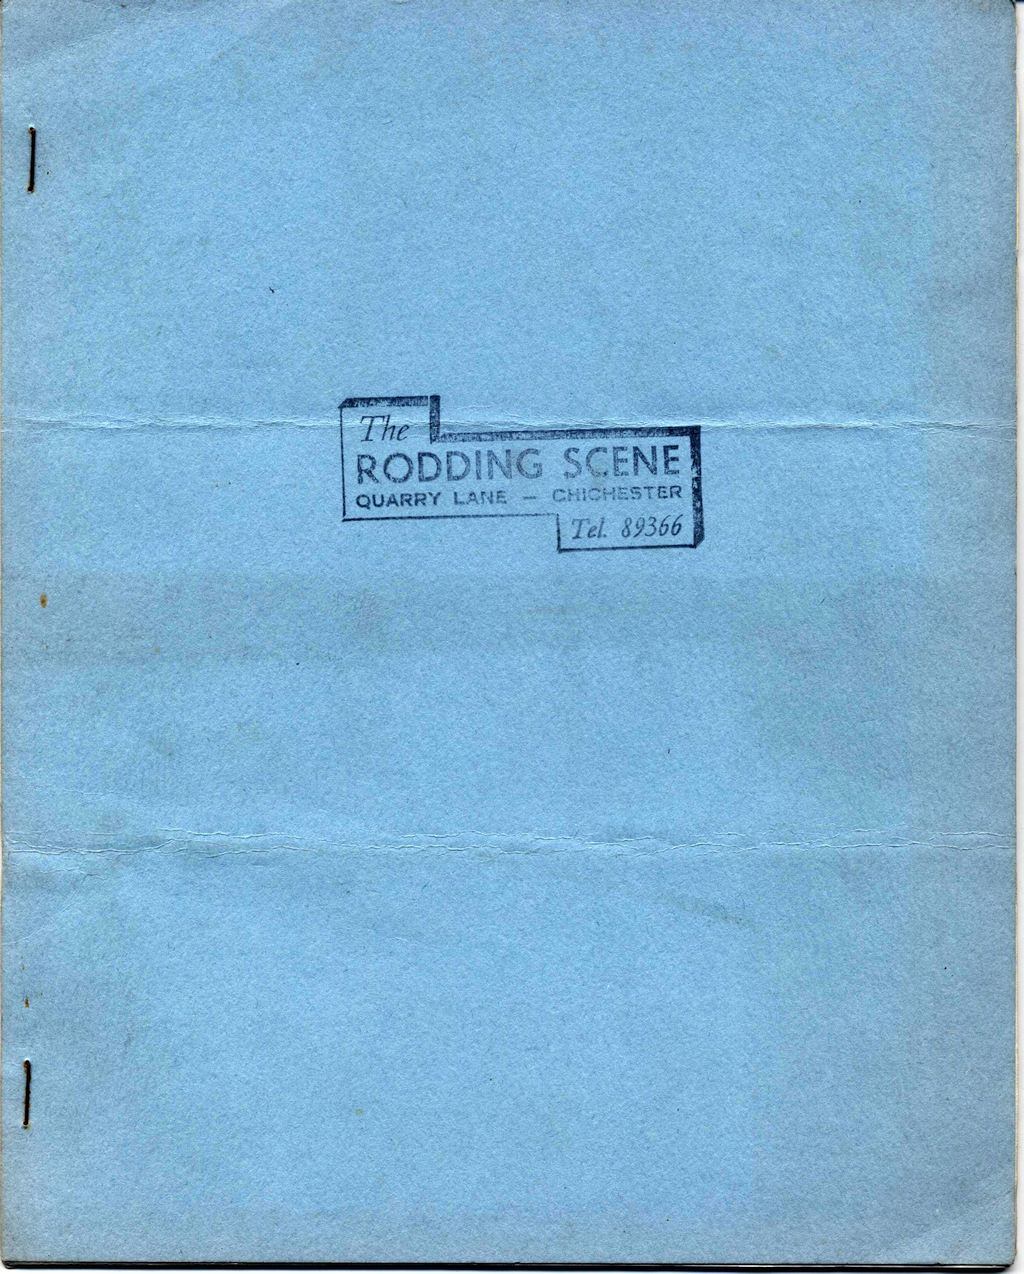 The
RODDING SCENE
QUARRY LANE – CHICHESTER
Tel. 89366